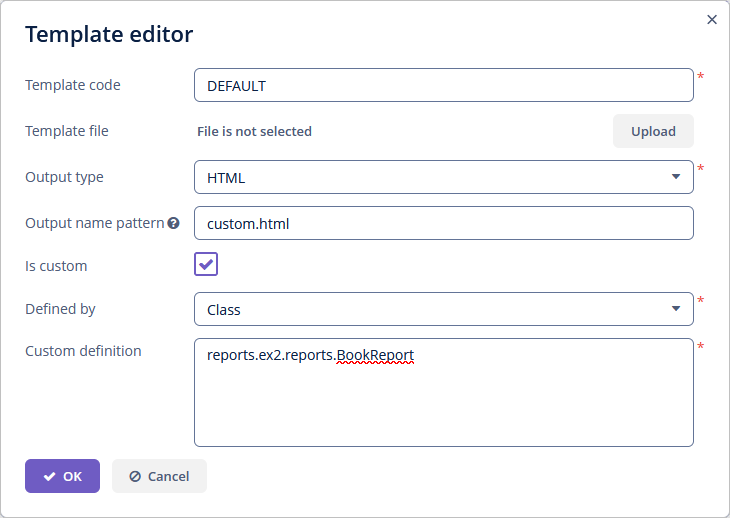 Template editor
Template code DEFAULT *
Template file File is not selected Upload
Output type HTML *
Output name pattern ? custom.html
Is custom
Defined by Class *
Custom definition reports.ex2.reports.BookReport *
OK Cancel